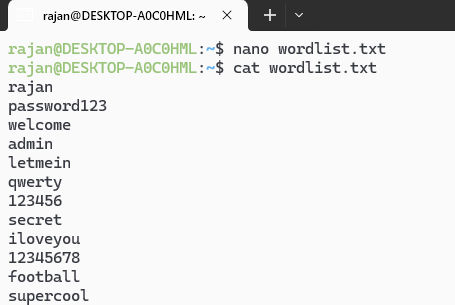 rajan@DESKTOP-A0C0HML: ~
rajan@DESKTOP-A0C0HML:~$ nano wordlist.txt
rajan@DESKTOP-A0C0HML:~$ cat wordlist.txt
rajan
password123
welcome
admin
letmein
qwerty
123456
secret
iloveyou
12345678
football
supercool